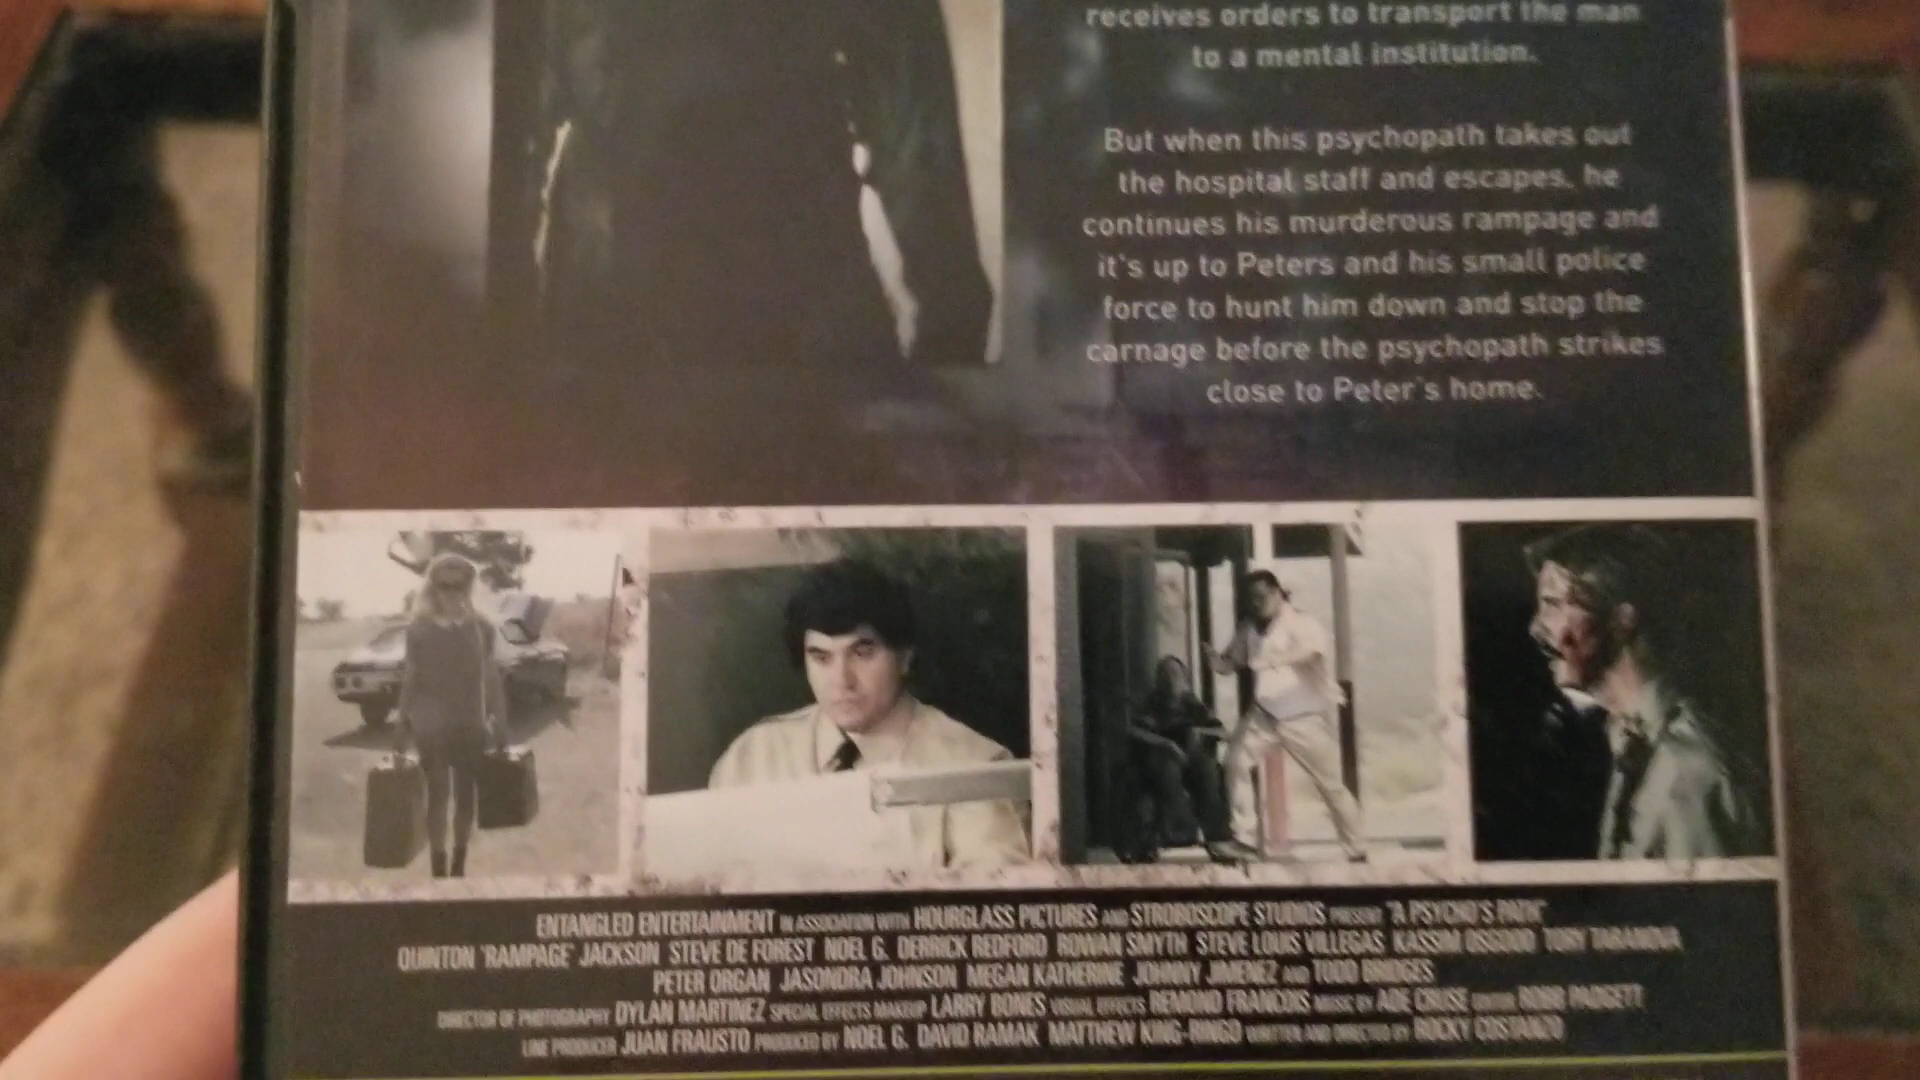 receives orders to transport the man
to a mental institution.
But when this psychopath takes out
the hospital staff and escapes, he
continues his murderous rampage and
it's up to Peters and his small police
force to hunt him down and stop the
carnage before the psychopath strikes
close to Peter's home.
ENTANGLED ENTERTAINMENT IN ASSOCIATION WITH HOURGLASS PICTURES AND STROBOSCOPE STUDIOS PRESENT "A PSYCHO'S PATH"
QUINTON 'RAMPAGE' JACKSON STEVE DE FOREST NOEL G. DERRICK REDFORD ROWAN SMYTH STEVE LOUIS VILLEGAS KASSIM OSGOOD TORY TARANOVA
PETER ORGAN JASONDRA JOHNSON MEGAN KATHERINE JOHNNY JIMENEZ AND TODD BRIDGES
DIRECTOR OF PHOTOGRAPHY DYLAN MARTINEZ SPECIAL EFFECTS MAKEUP LARRY BONES VISUAL EFFECTS REMOND FRANCOIS MUSIC BY ADE CRUSE EDITOR ROBB PADGETT
LINE PRODUCER JUAN FRAUSTO PRODUCED BY NOEL G. DAVID RAMAK MATTHEW KING-RINGO WRITTEN AND DIRECTED BY ROCKY COSTANZO